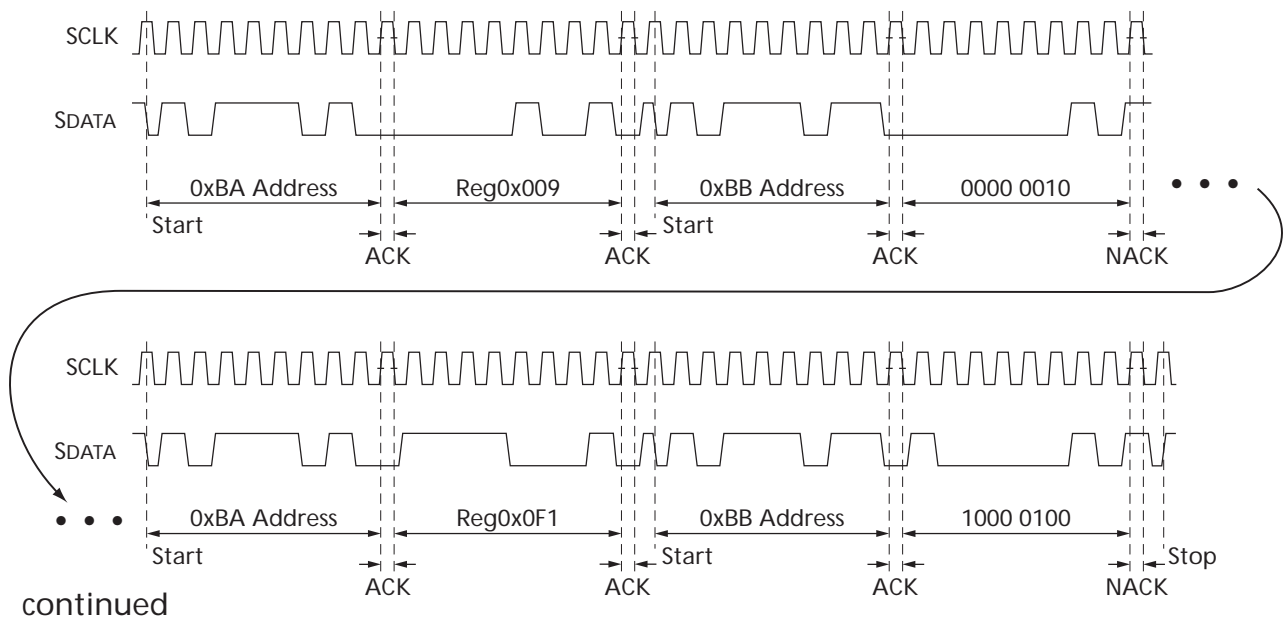 SCLK
SDATA
0xBA Address
Reg0x009
0xBB Address
0000 0010
• • •
Start
Start
ACK
ACK
ACK
NACK
SCLK
SDATA
• • •
0xBA Address
Reg0x0F1
0xBB Address
1000 0100
Start
Start
Stop
ACK
ACK
ACK
NACK
continued